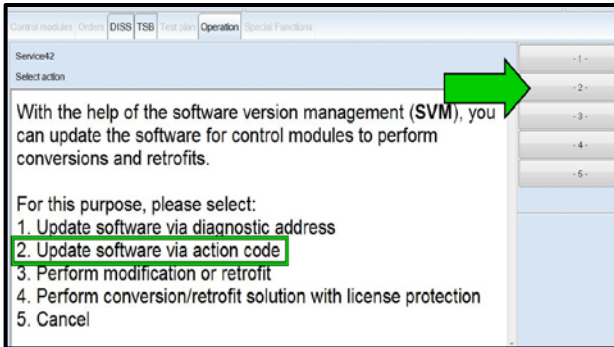 Control modules Orders DISS TSB Test plan Operation Special Functions
Service42
Select action
With the help of the software version management (SVM), you
can update the software for control modules to perform
conversions and retrofits.
For this purpose, please select:
1. Update software via diagnostic address
2. Update software via action code
3. Perform modification or retrofit
4. Perform conversion/retrofit solution with license protection
5. Cancel
- 1 -
- 2 -
- 3 -
- 4 -
- 5 -